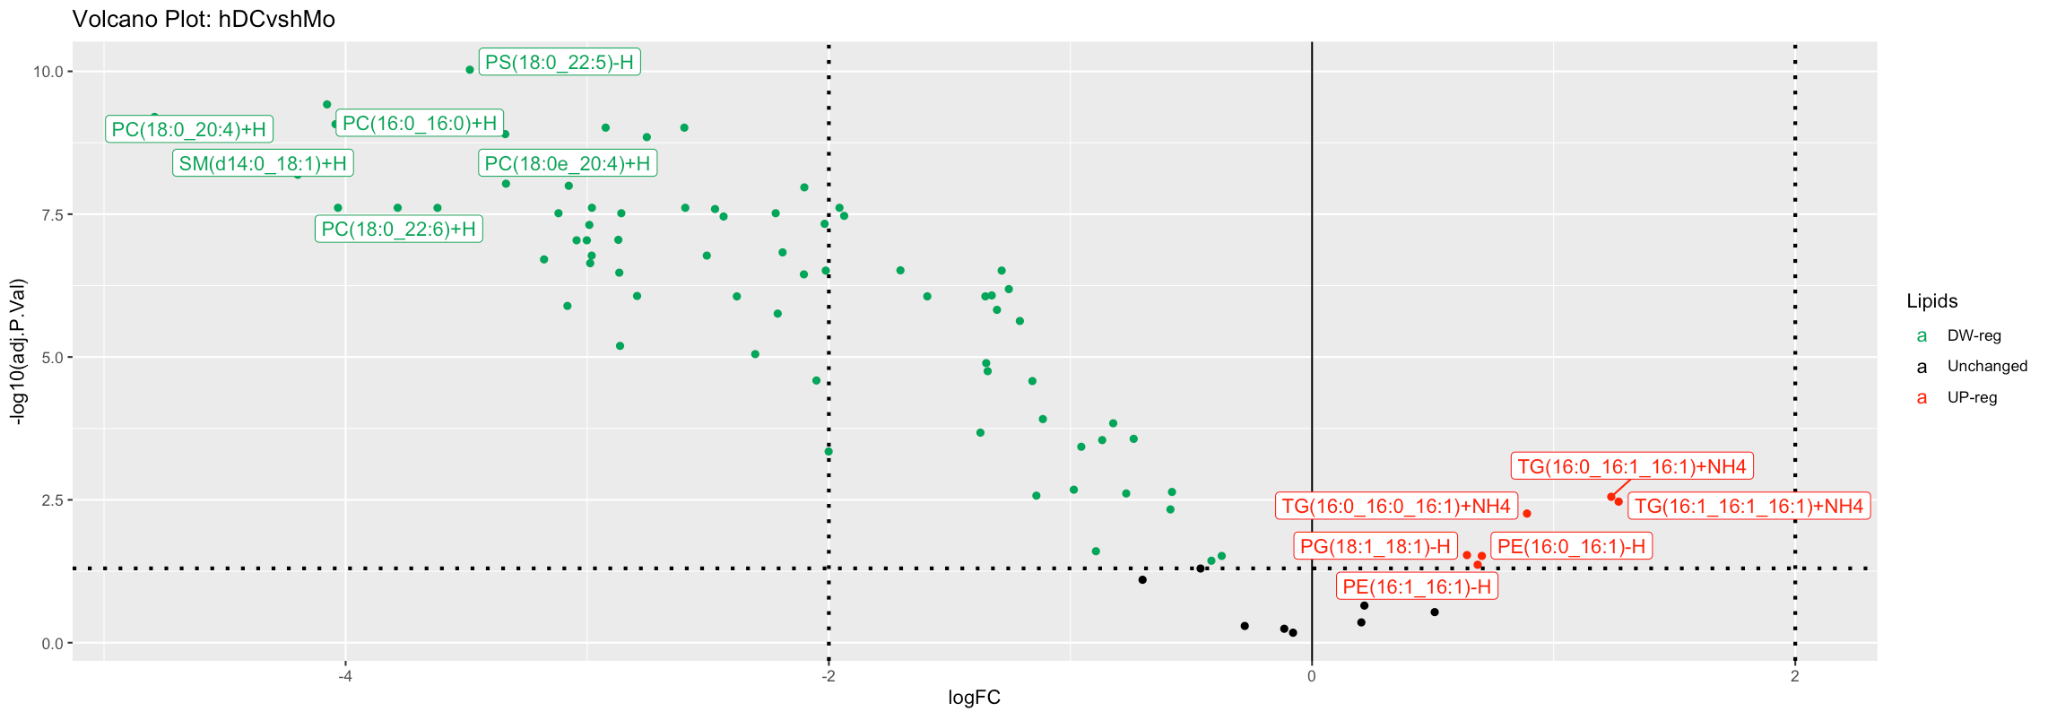 Volcano Plot: hDCvshMo
PS(18:0_22:5)-H
PC(18:0_20:4)+H
PC(16:0_16:0)+H
SM(d14:0_18:1)+H
PC(18:0e_20:4)+H
PC(18:0_22:6)+H
TG(16:0_16:1_16:1)+NH4
TG(16:0_16:0_16:1)+NH4
TG(16:1_16:1_16:1)+NH4
PG(18:1_18:1)-H
PE(16:0_16:1)-H
PE(16:1_16:1)-H
10.0
7.5
5.0
2.5
0.0
-log10(adj.P.Val)
-4
-2
0
2
logFC
Lipids
a DW-reg
a Unchanged
a UP-reg